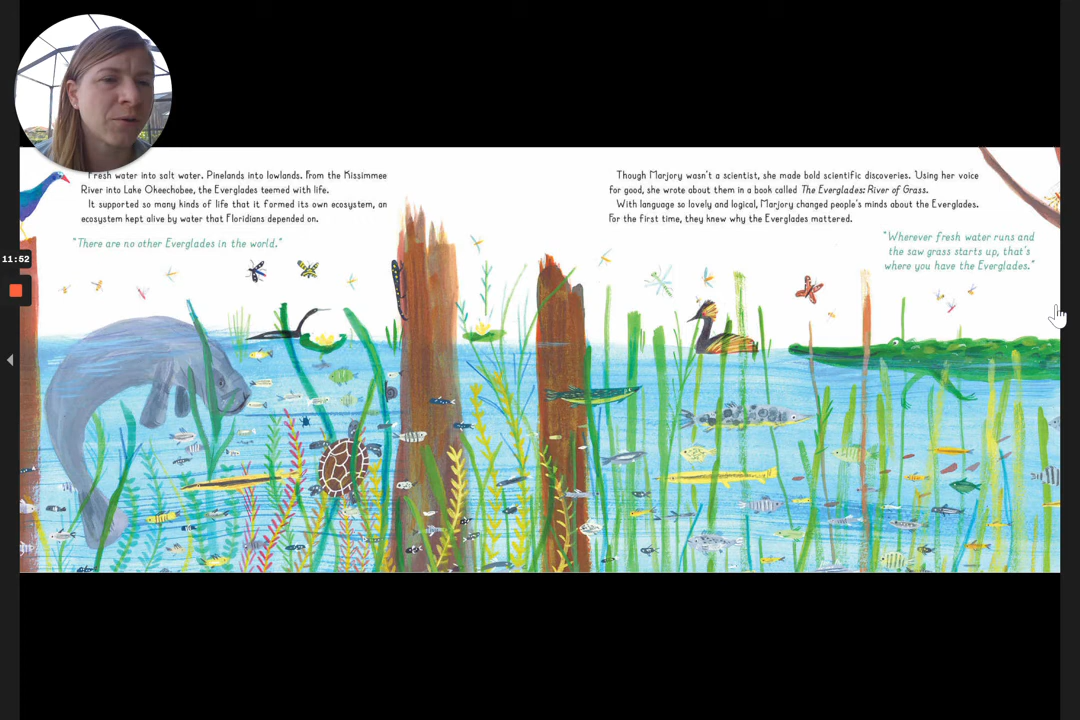 Fresh water into salt water. Pinelands into lowlands. From the Kissimmee
River into Lake Okeechobee, the Everglades teemed with life.
It supported so many kinds of life that it formed its own ecosystem, an
ecosystem kept alive by water that Floridians depended on.
"There are no other Everglades in the world."
Though Marjory wasn't a scientist, she made bold scientific discoveries. Using her voice
for good, she wrote about them in a book called The Everglades: River of Grass.
With language so lovely and logical, Marjory changed people's minds about the Everglades.
For the first time, they knew why the Everglades mattered.
"Wherever fresh water runs and
the saw grass starts up, that's
where you have the Everglades."
11:52